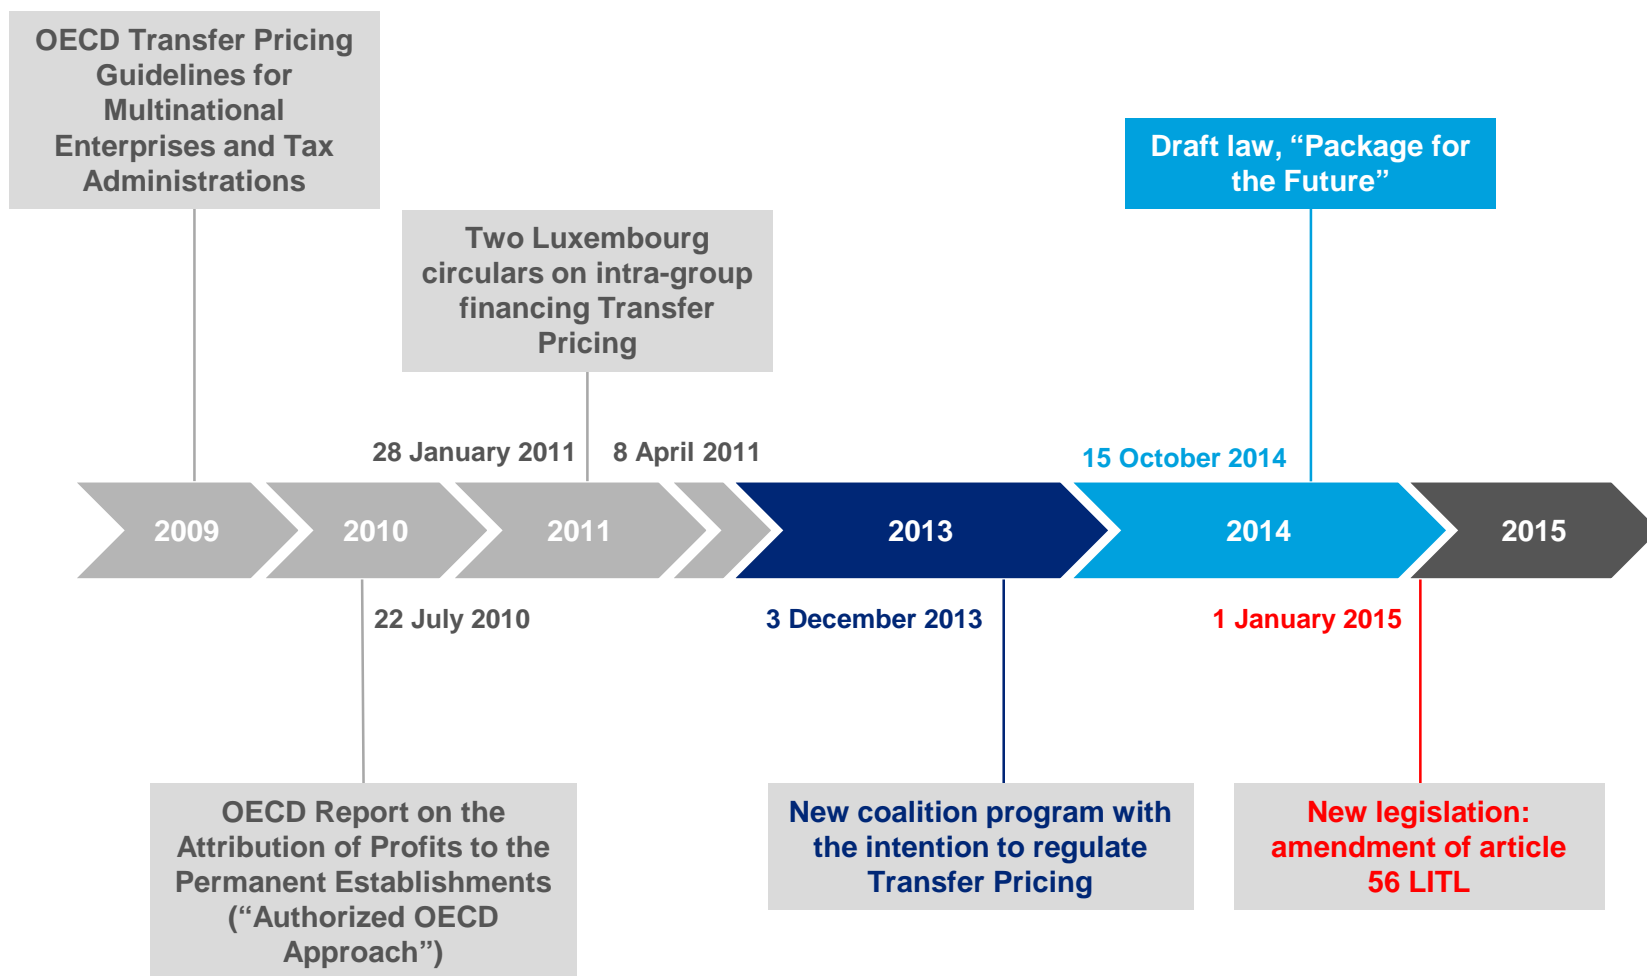 OECD Transfer Pricing
Guidelines for
Multinational
Enterprises and Tax
Administrations
Two Luxembourg
circulars on intra-group
financing Transfer
Pricing
Draft law, “Package for
the Future”
28 January 2011
8 April 2011
15 October 2014
2009
2010
2011
2013
2014
2015
22 July 2010
3 December 2013
1 January 2015
OECD Report on the
Attribution of Profits to the
Permanent Establishments
(“Authorized OECD
Approach”)
New coalition program with
the intention to regulate
Transfer Pricing
New legislation:
amendment of article
56 LITL